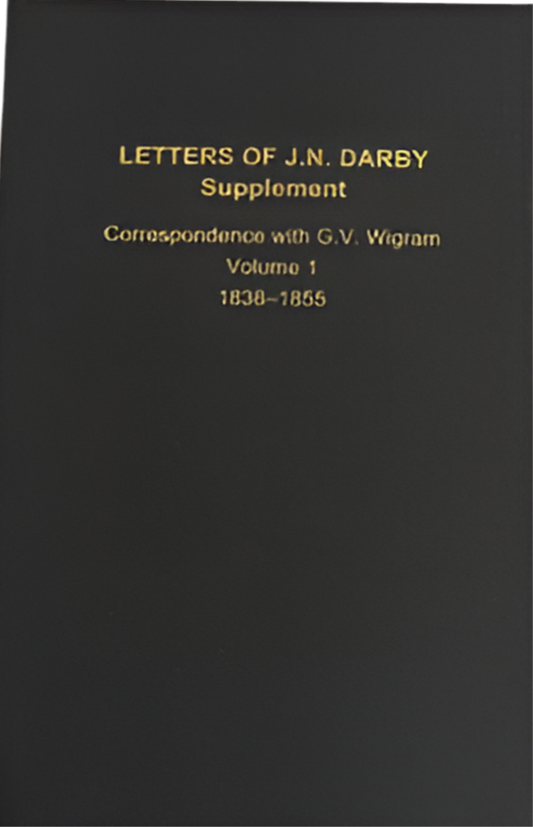 LETTERS OF J.N. DARBY
Supplement
Correspondence with G.V. Wigram
Volume 1
1838–1855